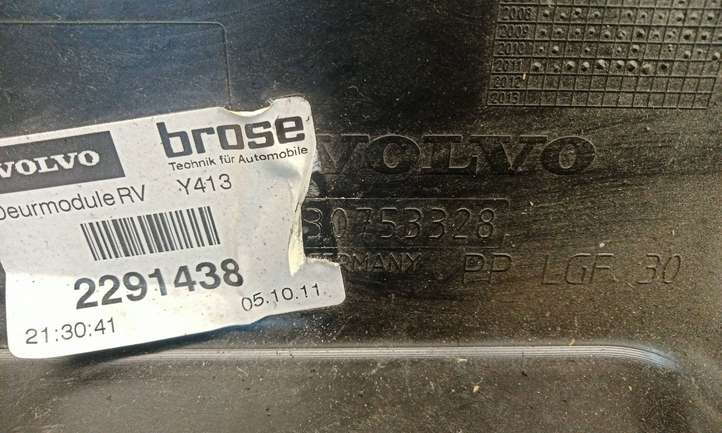 2008
2009
2010
2011
2012
2013
VOLVO
brose
Technik für Automobile
Deurmodule RV Y413
2291438
05.10.11
21:30:41
VOLVO
30753328
GERMANY PP LGF 30